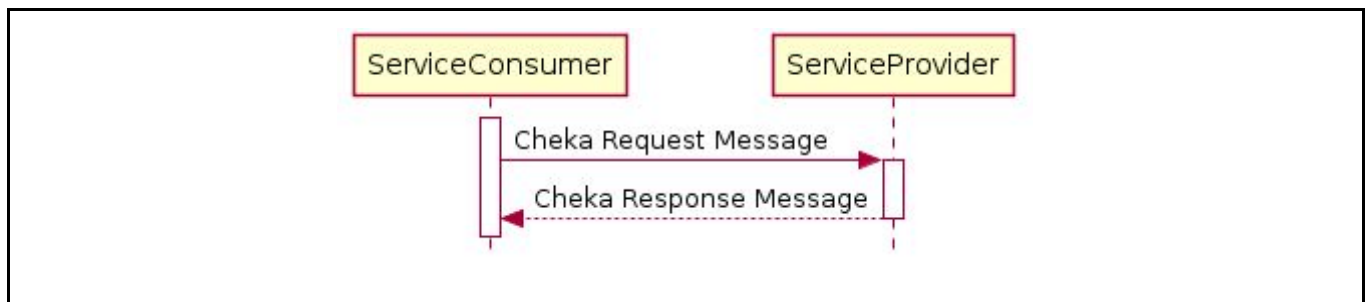 ServiceConsumer ServiceProvider
Cheka Request Message
Cheka Response Message